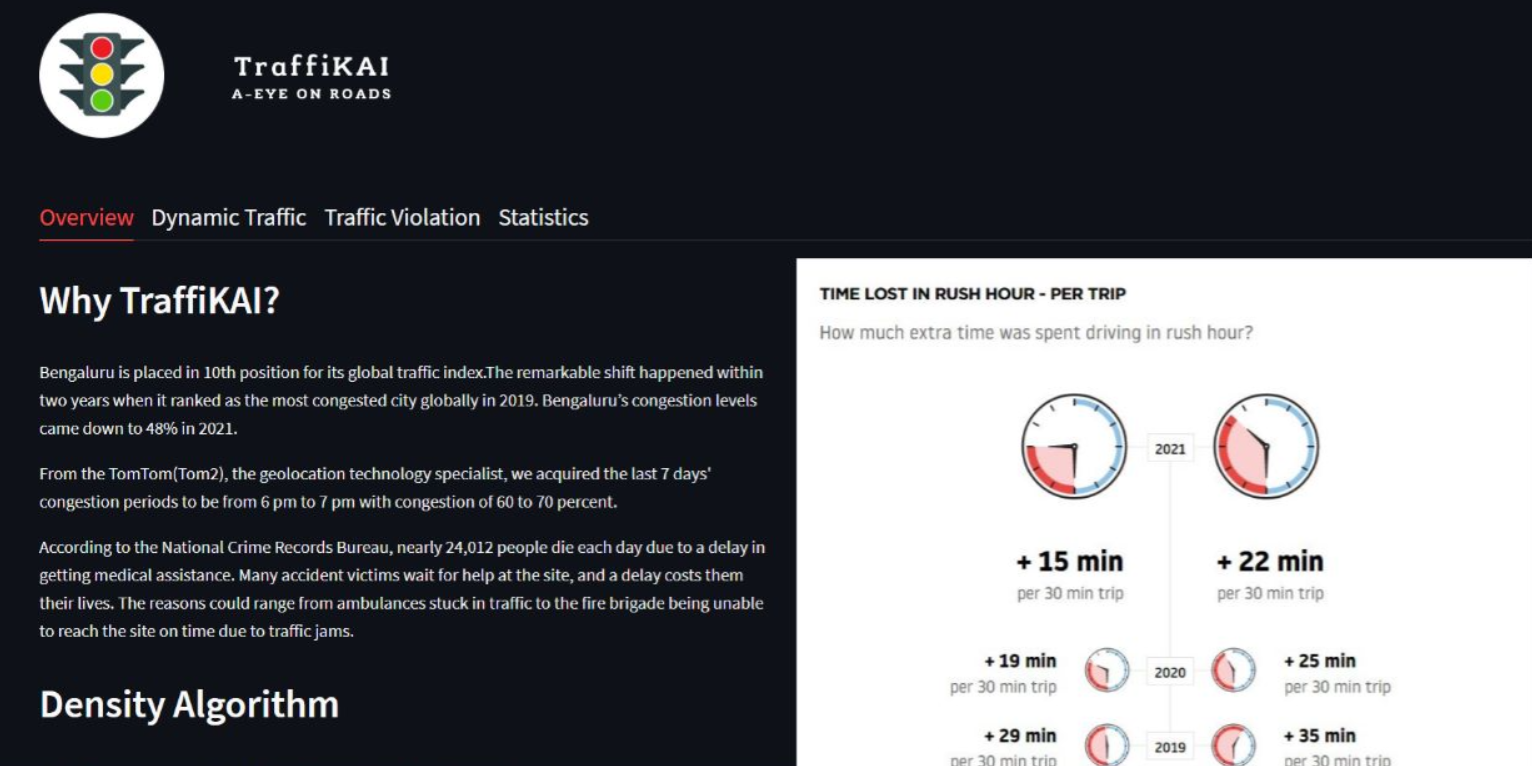 TraffiKAI
A-EYE ON ROADS
Overview Dynamic Traffic Traffic Violation Statistics
Why TraffiKAI?
Bengaluru is placed in 10th position for its global traffic index.The remarkable shift happened within
two years when it ranked as the most congested city globally in 2019. Bengaluru's congestion levels
came down to 48% in 2021.
From the TomTom(Tom2), the geolocation technology specialist, we acquired the last 7 days'
congestion periods to be from 6 pm to 7 pm with congestion of 60 to 70 percent.
According to the National Crime Records Bureau, nearly 24,012 people die each day due to a delay in
getting medical assistance. Many accident victims wait for help at the site, and a delay costs them
their lives. The reasons could range from ambulances stuck in traffic to the fire brigade being unable
to reach the site on time due to traffic jams.
Density Algorithm
TIME LOST IN RUSH HOUR - PER TRIP
How much extra time was spent driving in rush hour?
2021
+ 15 min + 22 min
per 30 min trip per 30 min trip
+ 19 min 2020 + 25 min
per 30 min trip per 30 min trip
+ 29 min 2019 + 35 min
per 30 min trip per 30 min trip